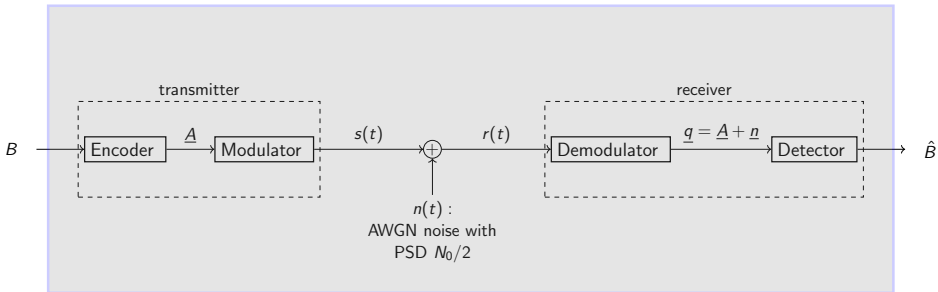 transmitter
receiver
B
Encoder
A
Modulator
s(t)
+
r(t)
Demodulator
q = A + n
Detector
B̂
n(t) :
AWGN noise with
PSD N₀/2